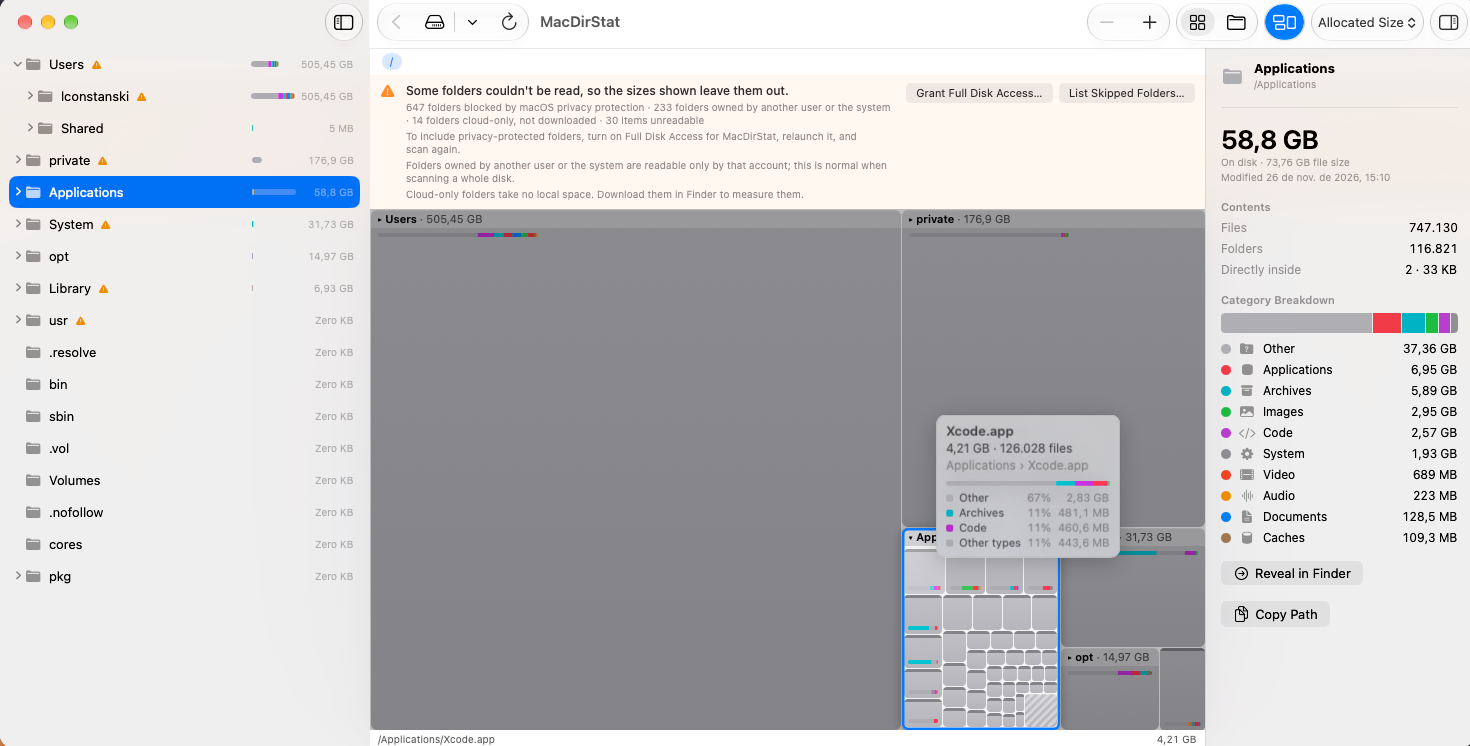 MacDirStat
Allocated Size
Users 505,45 GB
lconstanski 505,45 GB
Shared 5 MB
private 176,9 GB
Applications 58,8 GB
System 31,73 GB
opt 14,97 GB
Library 6,93 GB
usr Zero KB
.resolve Zero KB
bin Zero KB
sbin Zero KB
.vol Zero KB
Volumes Zero KB
.nofollow Zero KB
cores Zero KB
pkg Zero KB
/
Some folders couldn't be read, so the sizes shown leave them out.
647 folders blocked by macOS privacy protection · 233 folders owned by another user or the system
· 14 folders cloud-only, not downloaded · 30 items unreadable
To include privacy-protected folders, turn on Full Disk Access for MacDirStat, relaunch it, and
scan again.
Folders owned by another user or the system are readable only by that account; this is normal when
scanning a whole disk.
Cloud-only folders take no local space. Download them in Finder to measure them.
Grant Full Disk Access...
List Skipped Folders...
Users · 505,45 GB
private · 176,9 GB
Xcode.app
4,21 GB · 126.028 files
Applications › Xcode.app
Other 67% 2,83 GB
Archives 11% 481,1 MB
Code 11% 460,6 MB
Other types 11% 443,6 MB
App
· 31,73 GB
opt · 14,97 GB
/Applications/Xcode.app
4,21 GB
Applications
/Applications
58,8 GB
On disk · 73,76 GB file size
Modified 26 de nov. de 2026, 15:10
Contents
Files 747.130
Folders 116.821
Directly inside 2 · 33 KB
Category Breakdown
Other 37,36 GB
Applications 6,95 GB
Archives 5,89 GB
Images 2,95 GB
Code 2,57 GB
System 1,93 GB
Video 689 MB
Audio 223 MB
Documents 128,5 MB
Caches 109,3 MB
Reveal in Finder
Copy Path